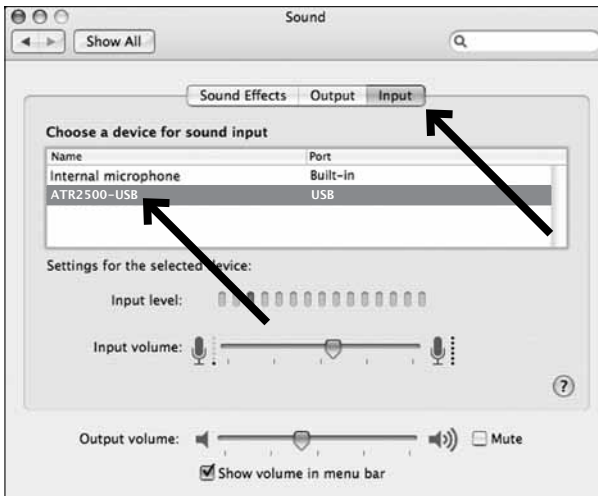 Sound
Show All
Sound Effects Output Input
Choose a device for sound input
Name Port
Internal microphone Built-in
ATR2500-USB USB
Settings for the selected device:
Input level:
Input volume:
?
Output volume: Mute
Show volume in menu bar